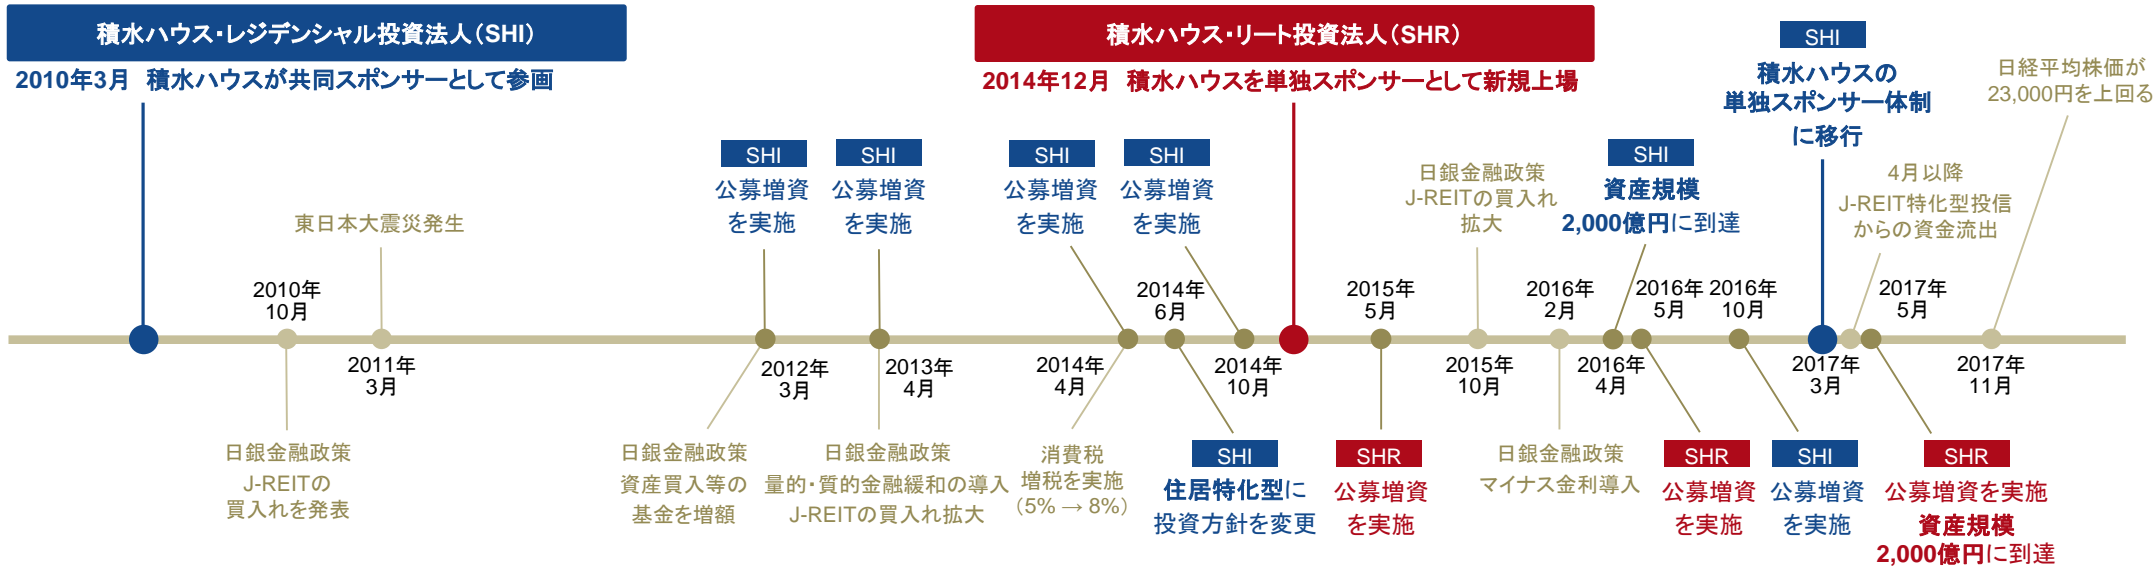 積水ハウス・レジデンシャル投資法人（SHI）
2010年3月 積水ハウスが共同スポンサーとして参画
積水ハウス・リート投資法人（SHR）
2014年12月 積水ハウスを単独スポンサーとして新規上場
SHI
積水ハウスの
単独スポンサー体制
に移行
日経平均株価が
23,000円を上回る
東日本大震災発生
SHI
公募増資
を実施
SHI
公募増資
を実施
SHI
公募増資
を実施
SHI
公募増資
を実施
日銀金融政策
J-REITの買入れ
拡大
SHI
資産規模
2,000億円に到達
4月以降
J-REIT特化型投信
からの資金流出
2010年
10月
2011年
3月
2012年
3月
2013年
4月
2014年
4月
2014年
6月
2014年
10月
2015年
5月
2015年
10月
2016年
2月
2016年
4月
2016年
5月
2016年
10月
2017年
3月
2017年
5月
2017年
11月
日銀金融政策
J-REITの
買入れを発表
日銀金融政策
資産買入等の
基金を増額
日銀金融政策
量的・質的金融緩和の導入
J-REITの買入れ拡大
消費税
増税を実施
（5% → 8%）
SHI
住居特化型に
投資方針を変更
SHR
公募増資
を実施
日銀金融政策
マイナス金利導入
SHR
公募増資
を実施
SHI
公募増資
を実施
SHR
公募増資を実施
資産規模
2,000億円に到達